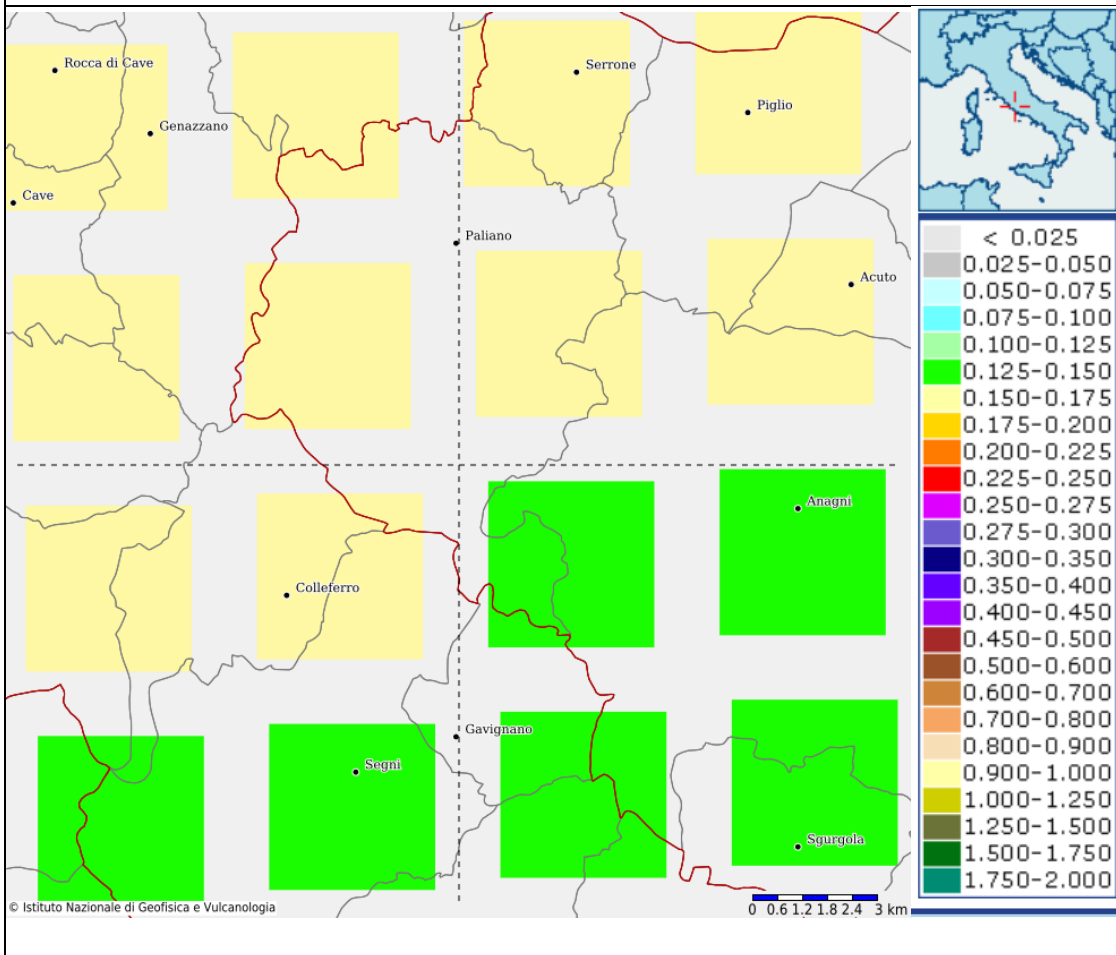 Rocca di Cave
Serrone
Piglio
Genazzano
Cave
Paliano
Acuto
Anagni
Colleferro
Gavignano
Segni
Sgurgola
© Istituto Nazionale di Geofisica e Vulcanologia
0 0.6 1.2 1.8 2.4 3 km
< 0.025
0.025-0.050
0.050-0.075
0.075-0.100
0.100-0.125
0.125-0.150
0.150-0.175
0.175-0.200
0.200-0.225
0.225-0.250
0.250-0.275
0.275-0.300
0.300-0.350
0.350-0.400
0.400-0.450
0.450-0.500
0.500-0.600
0.600-0.700
0.700-0.800
0.800-0.900
0.900-1.000
1.000-1.250
1.250-1.500
1.500-1.750
1.750-2.000